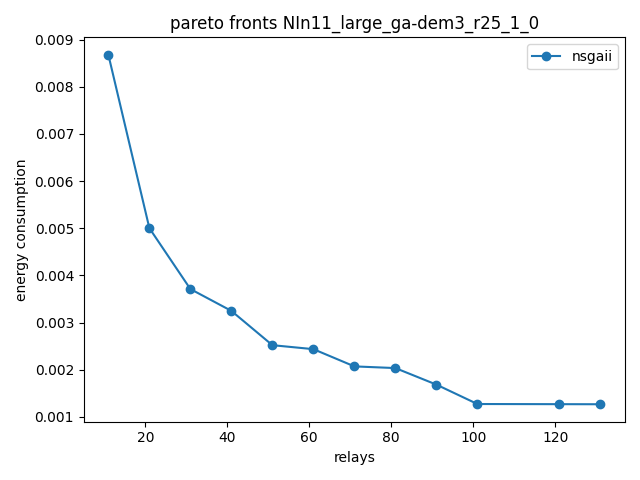 pareto fronts NIn11_large_ga-dem3_r25_1_0
nsgaii
0.009
0.008
0.007
0.006
0.005
0.004
0.003
0.002
0.001
energy consumption
20 40 60 80 100 120
relays